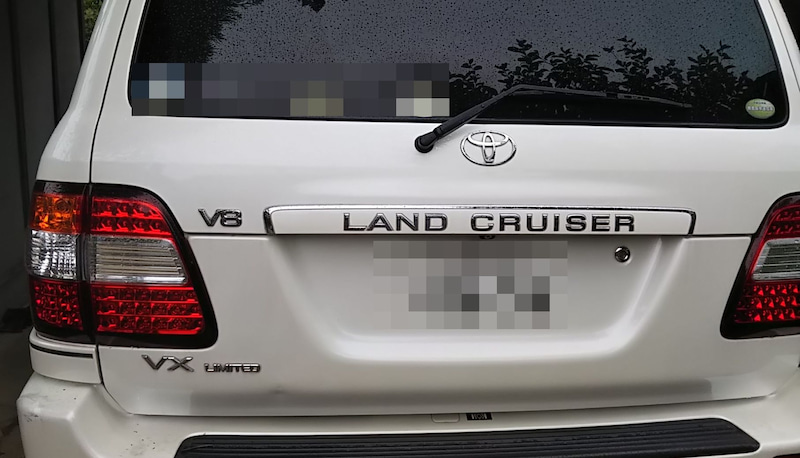 V8
LAND CRUISER
VX LIMITED